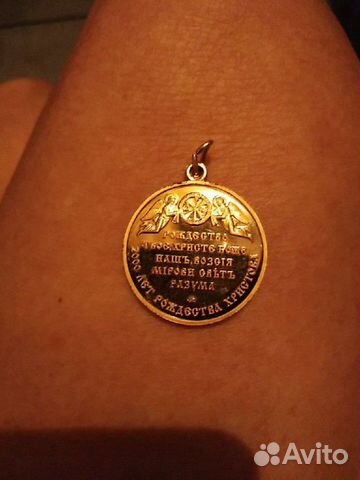 РОЖДЕСТВО
ТВОЕ, ХРИСТЕ БОЖЕ
НАШЪ, ВОЗСІЯ
МІРОВИ СВѢТЪ
РАЗУМА
2000 ЛЕТ РОЖДЕСТВА ХРИСТОВА
Avito